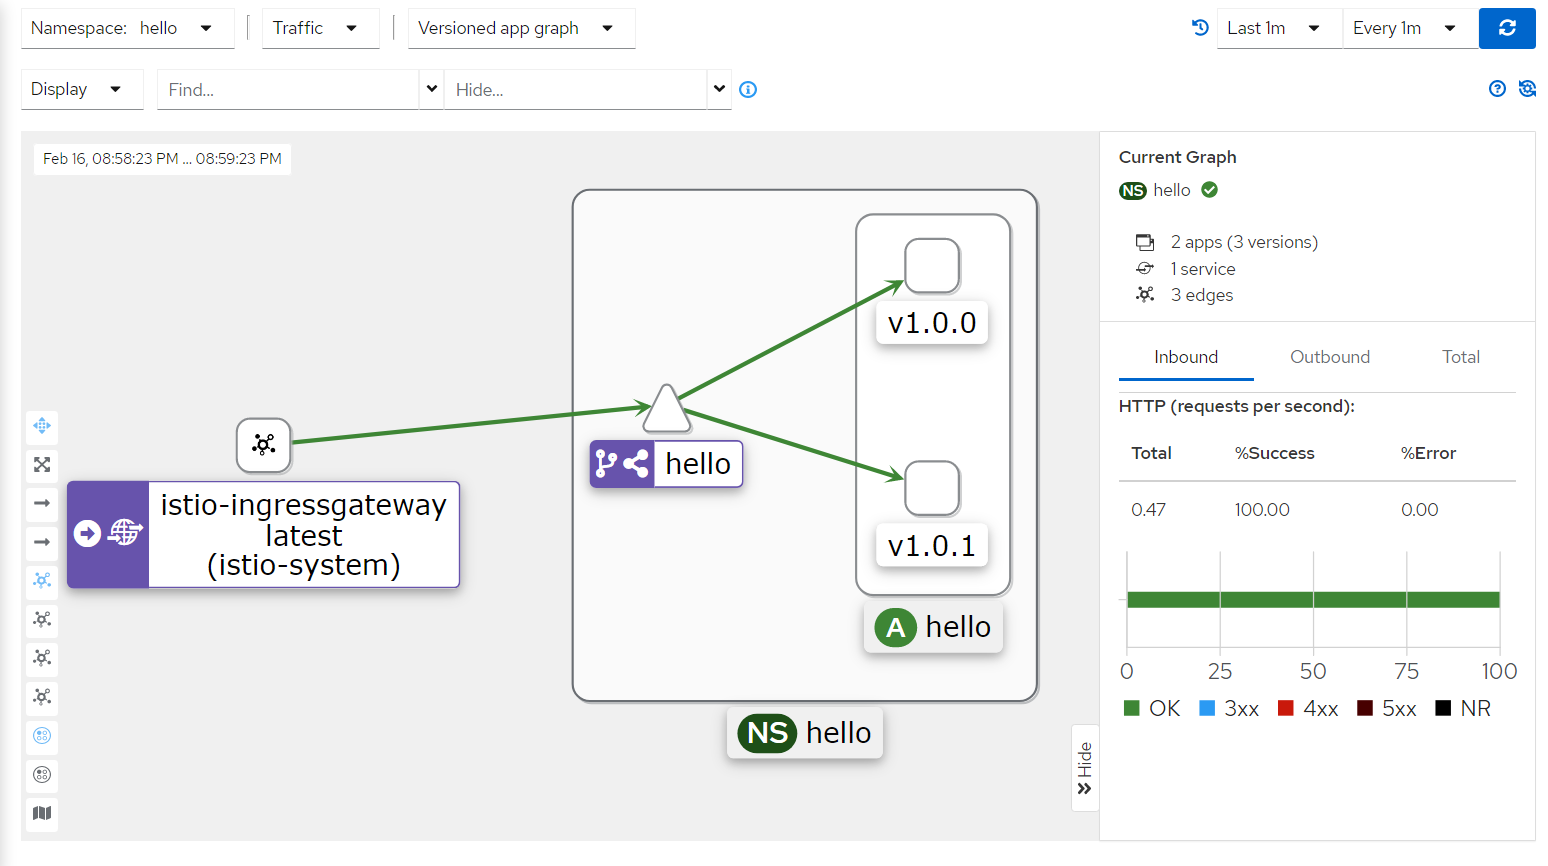 Namespace: hello
Traffic
Versioned app graph
Last 1m
Every 1m
Display
Find...
Hide...
Feb 16, 08:58:23 PM ... 08:59:23 PM
v1.0.0
hello
istio-ingressgateway
latest
(istio-system)
v1.0.1
A hello
NS hello
Hide
Current Graph
NS hello
2 apps (3 versions)
1 service
3 edges
Inbound Outbound Total
HTTP (requests per second):
Total %Success %Error
0.47 100.00 0.00
0 25 50 75 100
OK 3xx 4xx 5xx NR